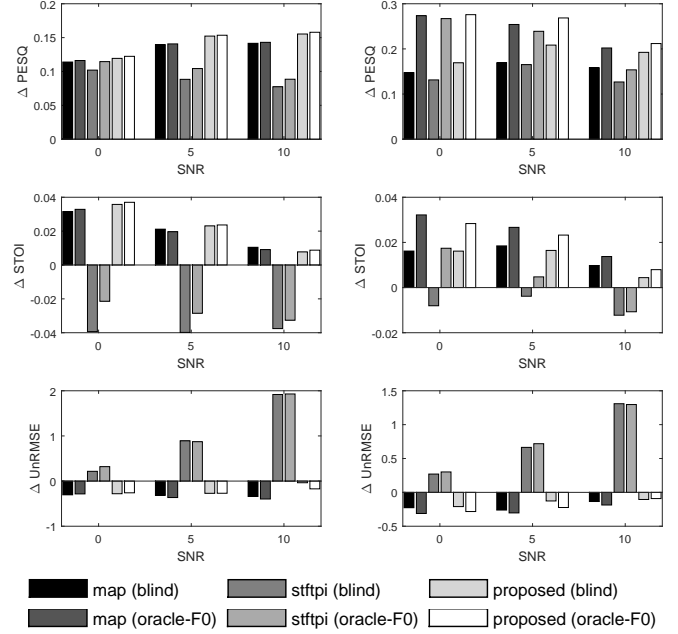 0.2
0.15
0.1
0.05
0
Δ PESQ
0 5 10
SNR
0.3
0.2
0.1
0
Δ PESQ
0 5 10
SNR
0.04
0.02
0
-0.02
-0.04
Δ STOI
0 5 10
SNR
0.04
0.02
0
-0.02
Δ STOI
0 5 10
SNR
2
1
0
-1
Δ UnRMSE
0 5 10
SNR
1.5
1
0.5
0
-0.5
Δ UnRMSE
0 5 10
SNR
map (blind) stftpi (blind) proposed (blind)
map (oracle-F0) stftpi (oracle-F0) proposed (oracle-F0)